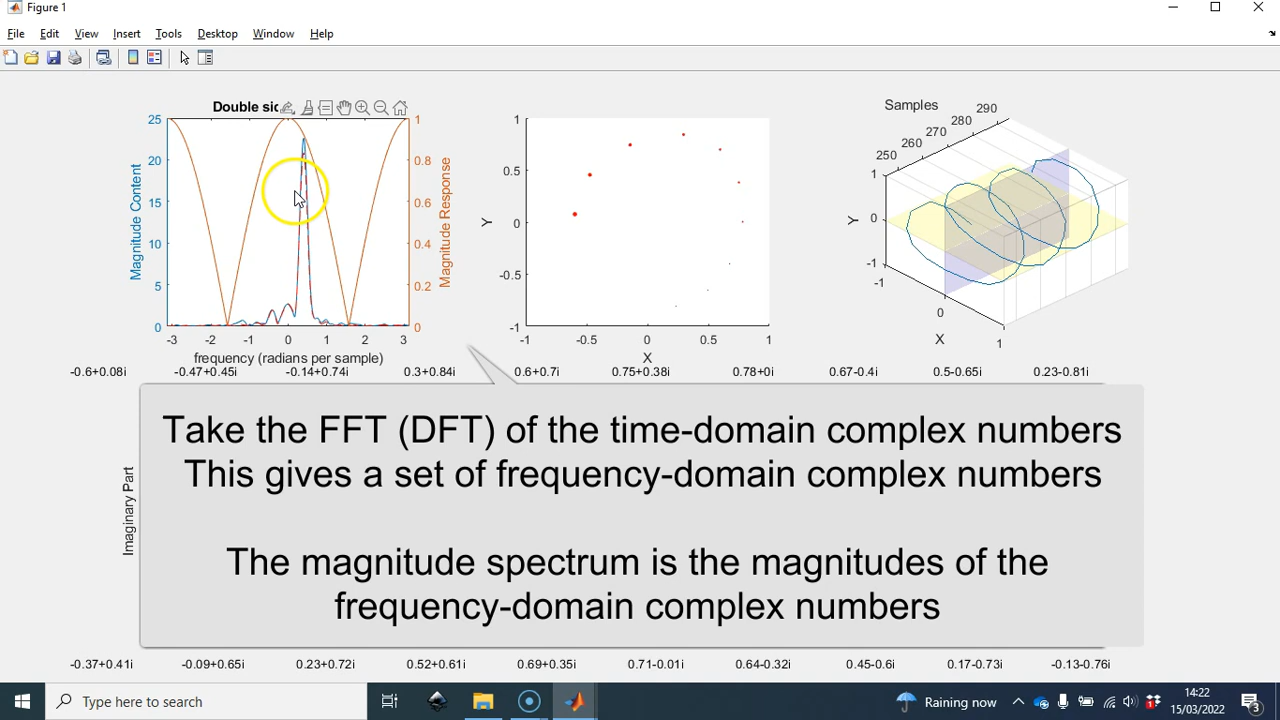 Figure 1
File Edit View Insert Tools Desktop Window Help
Double sic
25
20
15
10
5
0
Magnitude Content
1
0.8
0.6
0.4
0.2
0
Magnitude Response
-3 -2 -1 0 1 2 3
frequency (radians per sample)
1
0.5
0
-0.5
-1
Y
-1 -0.5 0 0.5 1
X
Samples
250 260 270 280 290
1
0
-1
Y
-1
0
1
X
-0.6+0.08i -0.47+0.45i -0.14+0.74i 0.3+0.84i 0.6+0.7i 0.75+0.38i 0.78+0i 0.67-0.4i 0.5-0.65i 0.23-0.81i
Imaginary Part
Take the FFT (DFT) of the time-domain complex numbers
This gives a set of frequency-domain complex numbers
The magnitude spectrum is the magnitudes of the
frequency-domain complex numbers
-0.37+0.41i -0.09+0.65i 0.23+0.72i 0.52+0.61i 0.69+0.35i 0.71-0.01i 0.64-0.32i 0.45-0.6i 0.17-0.73i -0.13-0.76i
Type here to search
Raining now
1
14:22
15/03/2022
3